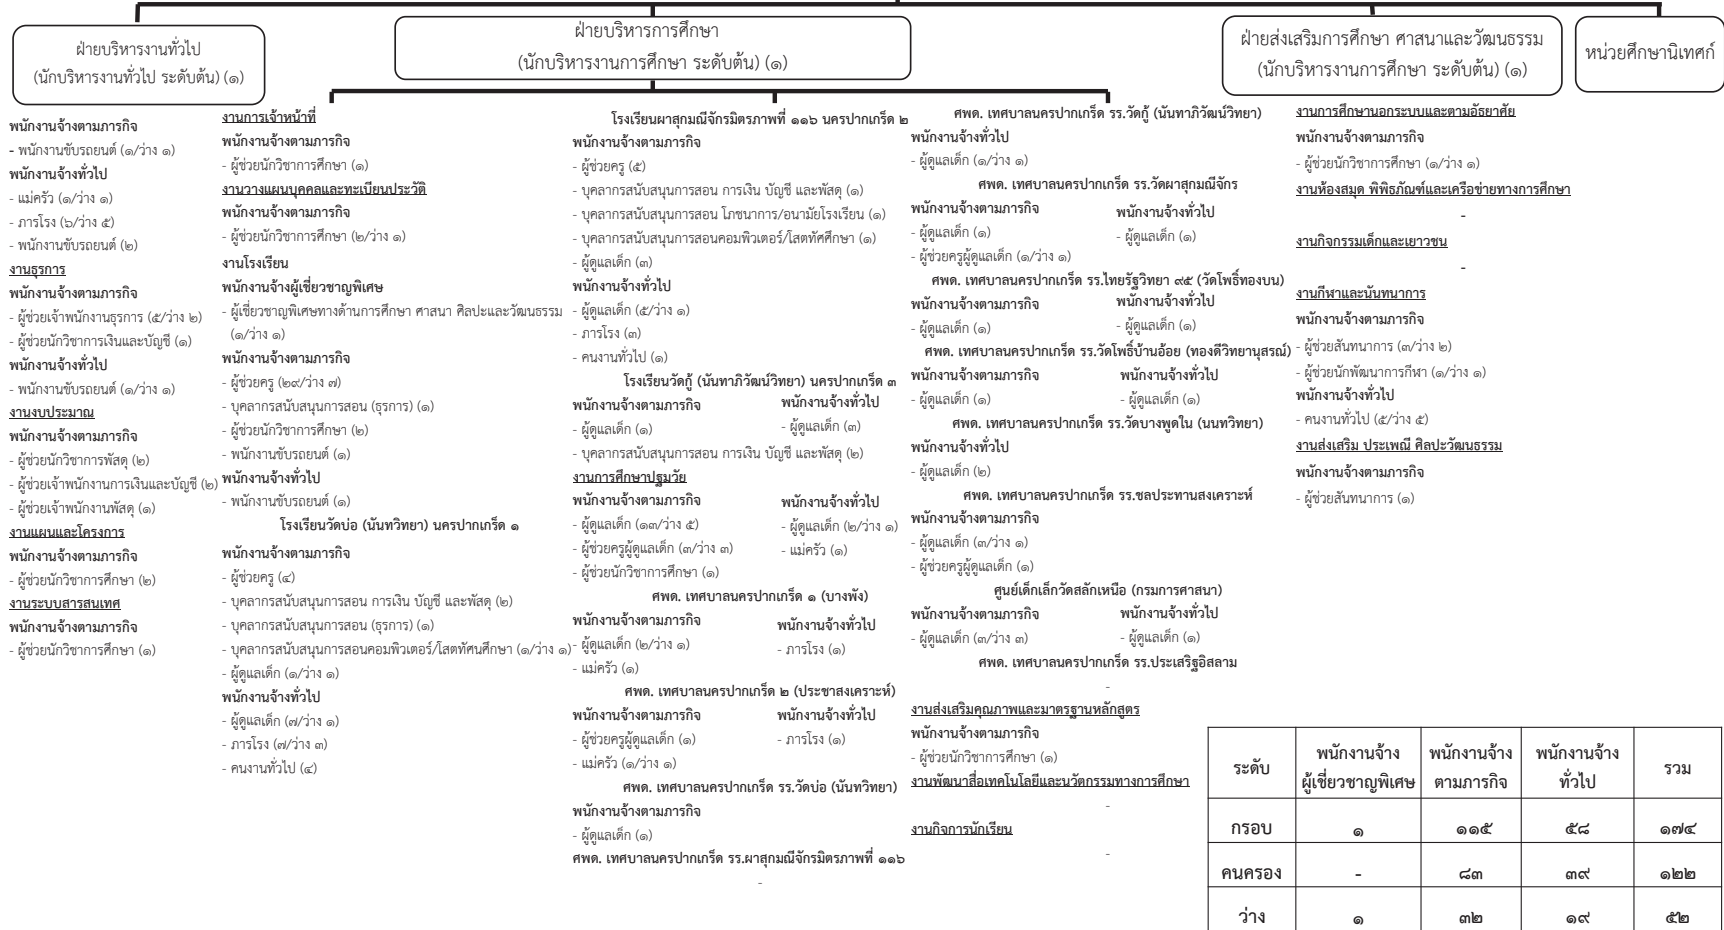 ฝ่ายบริหารงานทั่วไป
(นักบริหารงานทั่วไป ระดับต้น) (๑)
ฝ่ายบริหารการศึกษา
(นักบริหารงานการศึกษา ระดับต้น) (๑)
ฝ่ายส่งเสริมการศึกษา ศาสนาและวัฒนธรรม
(นักบริหารงานการศึกษา ระดับต้น) (๑)
หน่วยศึกษานิเทศก์
พนักงานจ้างตามภารกิจ
- พนักงานขับรถยนต์ (๑/ว่าง ๑)
พนักงานจ้างทั่วไป
- แม่ครัว (๑/ว่าง ๑)
- ภารโรง (๖/ว่าง ๕)
- พนักงานขับรถยนต์ (๒)
งานธุรการ
พนักงานจ้างตามภารกิจ
- ผู้ช่วยเจ้าพนักงานธุรการ (๕/ว่าง ๒)
- ผู้ช่วยนักวิชาการเงินและบัญชี (๑)
พนักงานจ้างทั่วไป
- พนักงานขับรถยนต์ (๑/ว่าง ๑)
งานงบประมาณ
พนักงานจ้างตามภารกิจ
- ผู้ช่วยนักวิชาการพัสดุ (๒)
- ผู้ช่วยเจ้าพนักงานการเงินและบัญชี (๒)
- ผู้ช่วยเจ้าพนักงานพัสดุ (๑)
งานแผนและโครงการ
พนักงานจ้างตามภารกิจ
- ผู้ช่วยนักวิชาการศึกษา (๒)
งานระบบสารสนเทศ
พนักงานจ้างตามภารกิจ
- ผู้ช่วยนักวิชาการศึกษา (๑)
งานการเจ้าหน้าที่
พนักงานจ้างตามภารกิจ
- ผู้ช่วยนักวิชาการศึกษา (๑)
งานวางแผนบุคคลและทะเบียนประวัติ
พนักงานจ้างตามภารกิจ
- ผู้ช่วยนักวิชาการศึกษา (๒/ว่าง ๑)
งานโรงเรียน
พนักงานจ้างผู้เชี่ยวชาญพิเศษ
- ผู้เชี่ยวชาญพิเศษทางด้านการศึกษา ศาสนา ศิลปะและวัฒนธรรม
(๑/ว่าง ๑)
พนักงานจ้างตามภารกิจ
- ผู้ช่วยครู (๒๙/ว่าง ๗)
- บุคลากรสนับสนุนการสอน (ธุรการ) (๑)
- ผู้ช่วยนักวิชาการศึกษา (๒)
- พนักงานขับรถยนต์ (๑)
พนักงานจ้างทั่วไป
- พนักงานขับรถยนต์ (๑)
โรงเรียนวัดบ่อ (นันทวิทยา) นครปากเกร็ด ๑
พนักงานจ้างตามภารกิจ
- ผู้ช่วยครู (๔)
- บุคลากรสนับสนุนการสอน การเงิน บัญชี และพัสดุ (๒)
- บุคลากรสนับสนุนการสอน (ธุรการ) (๑)
- บุคลากรสนับสนุนการสอนคอมพิวเตอร์/โสตทัศนศึกษา (๑/ว่าง ๑)
- ผู้ดูแลเด็ก (๑/ว่าง ๑)
พนักงานจ้างทั่วไป
- ผู้ดูแลเด็ก (๗/ว่าง ๑)
- ภารโรง (๗/ว่าง ๓)
- คนงานทั่วไป (๔)
โรงเรียนผาสุกมณีจักรมิตรภาพที่ ๑๑๖ นครปากเกร็ด ๒
พนักงานจ้างตามภารกิจ
- ผู้ช่วยครู (๕)
- บุคลากรสนับสนุนการสอน การเงิน บัญชี และพัสดุ (๑)
- บุคลากรสนับสนุนการสอน โภชนาการ/อนามัยโรงเรียน (๑)
- บุคลากรสนับสนุนการสอนคอมพิวเตอร์/โสตทัศศึกษา (๑)
- ผู้ดูแลเด็ก (๓)
พนักงานจ้างทั่วไป
- ผู้ดูแลเด็ก (๕/ว่าง ๑)
- ภารโรง (๓)
- คนงานทั่วไป (๑)
โรงเรียนวัดกู้ (นันทาภิวัฒน์วิทยา) นครปากเกร็ด ๓
พนักงานจ้างตามภารกิจ พนักงานจ้างทั่วไป
- ผู้ดูแลเด็ก (๑) - ผู้ดูแลเด็ก (๓)
- บุคลากรสนับสนุนการสอน การเงิน บัญชี และพัสดุ (๒)
งานการศึกษาปฐมวัย
พนักงานจ้างตามภารกิจ พนักงานจ้างทั่วไป
- ผู้ดูแลเด็ก (๑๓/ว่าง ๕) - ผู้ดูแลเด็ก (๒/ว่าง ๑)
- ผู้ช่วยครูผู้ดูแลเด็ก (๓/ว่าง ๓) - แม่ครัว (๑)
- ผู้ช่วยนักวิชาการศึกษา (๑)
ศพด. เทศบาลนครปากเกร็ด ๑ (บางพัง)
พนักงานจ้างตามภารกิจ พนักงานจ้างทั่วไป
- ผู้ดูแลเด็ก (๒/ว่าง ๑) - ภารโรง (๑)
- แม่ครัว (๑)
ศพด. เทศบาลนครปากเกร็ด ๒ (ประชาสงเคราะห์)
พนักงานจ้างตามภารกิจ พนักงานจ้างทั่วไป
- ผู้ช่วยครูผู้ดูแลเด็ก (๑) - ภารโรง (๑)
- แม่ครัว (๑/ว่าง ๑)
ศพด. เทศบาลนครปากเกร็ด รร.วัดบ่อ (นันทวิทยา)
พนักงานจ้างตามภารกิจ
- ผู้ดูแลเด็ก (๑)
ศพด. เทศบาลนครปากเกร็ด รร.ผาสุกมณีจักรมิตรภาพที่ ๑๑๖
-
ศพด. เทศบาลนครปากเกร็ด รร.วัดกู้ (นันทาภิวัฒน์วิทยา)
พนักงานจ้างทั่วไป
- ผู้ดูแลเด็ก (๑/ว่าง ๑)
ศพด. เทศบาลนครปากเกร็ด รร.วัดผาสุกมณีจักร
พนักงานจ้างตามภารกิจ พนักงานจ้างทั่วไป
- ผู้ดูแลเด็ก (๑) - ผู้ดูแลเด็ก (๑)
- ผู้ช่วยครูผู้ดูแลเด็ก (๑/ว่าง ๑)
ศพด. เทศบาลนครปากเกร็ด รร.ไทยรัฐวิทยา ๙๕ (วัดโพธิ์ทองบน)
พนักงานจ้างตามภารกิจ พนักงานจ้างทั่วไป
- ผู้ดูแลเด็ก (๑) - ผู้ดูแลเด็ก (๑)
ศพด. เทศบาลนครปากเกร็ด รร.วัดโพธิ์บ้านอ้อย (ทองดีวิทยานุสรณ์)
พนักงานจ้างตามภารกิจ พนักงานจ้างทั่วไป
- ผู้ดูแลเด็ก (๑) - ผู้ดูแลเด็ก (๑)
ศพด. เทศบาลนครปากเกร็ด รร.วัดบางพูดใน (นนทวิทยา)
พนักงานจ้างทั่วไป
- ผู้ดูแลเด็ก (๒)
ศพด. เทศบาลนครปากเกร็ด รร.ชลประทานสงเคราะห์
พนักงานจ้างตามภารกิจ
- ผู้ดูแลเด็ก (๓/ว่าง ๑)
- ผู้ช่วยครูผู้ดูแลเด็ก (๑)
ศูนย์เด็กเล็กวัดสลักเหนือ (กรมการศาสนา)
พนักงานจ้างตามภารกิจ พนักงานจ้างทั่วไป
- ผู้ดูแลเด็ก (๓/ว่าง ๓) - ผู้ดูแลเด็ก (๑)
ศพด. เทศบาลนครปากเกร็ด รร.ประเสริฐอิสลาม
-
งานส่งเสริมคุณภาพและมาตรฐานหลักสูตร
พนักงานจ้างตามภารกิจ
- ผู้ช่วยนักวิชาการศึกษา (๑)
งานพัฒนาสื่อเทคโนโลยีและนวัตกรรมทางการศึกษา
-
งานกิจการนักเรียน
-
งานการศึกษานอกระบบและตามอัธยาศัย
พนักงานจ้างตามภารกิจ
- ผู้ช่วยนักวิชาการศึกษา (๑/ว่าง ๑)
งานห้องสมุด พิพิธภัณฑ์และเครือข่ายทางการศึกษา
-
งานกิจกรรมเด็กและเยาวชน
-
งานกีฬาและนันทนาการ
พนักงานจ้างตามภารกิจ
- ผู้ช่วยสันทนาการ (๓/ว่าง ๒)
- ผู้ช่วยนักพัฒนาการกีฬา (๑/ว่าง ๑)
พนักงานจ้างทั่วไป
- คนงานทั่วไป (๕/ว่าง ๕)
งานส่งเสริม ประเพณี ศิลปะวัฒนธรรม
พนักงานจ้างตามภารกิจ
- ผู้ช่วยสันทนาการ (๑)
ระดับ พนักงานจ้างผู้เชี่ยวชาญพิเศษ พนักงานจ้างตามภารกิจ พนักงานจ้างทั่วไป รวม
กรอบ ๑ ๑๑๕ ๕๘ ๑๗๔
คนครอง - ๘๓ ๓๙ ๑๒๒
ว่าง ๑ ๓๒ ๑๙ ๕๒